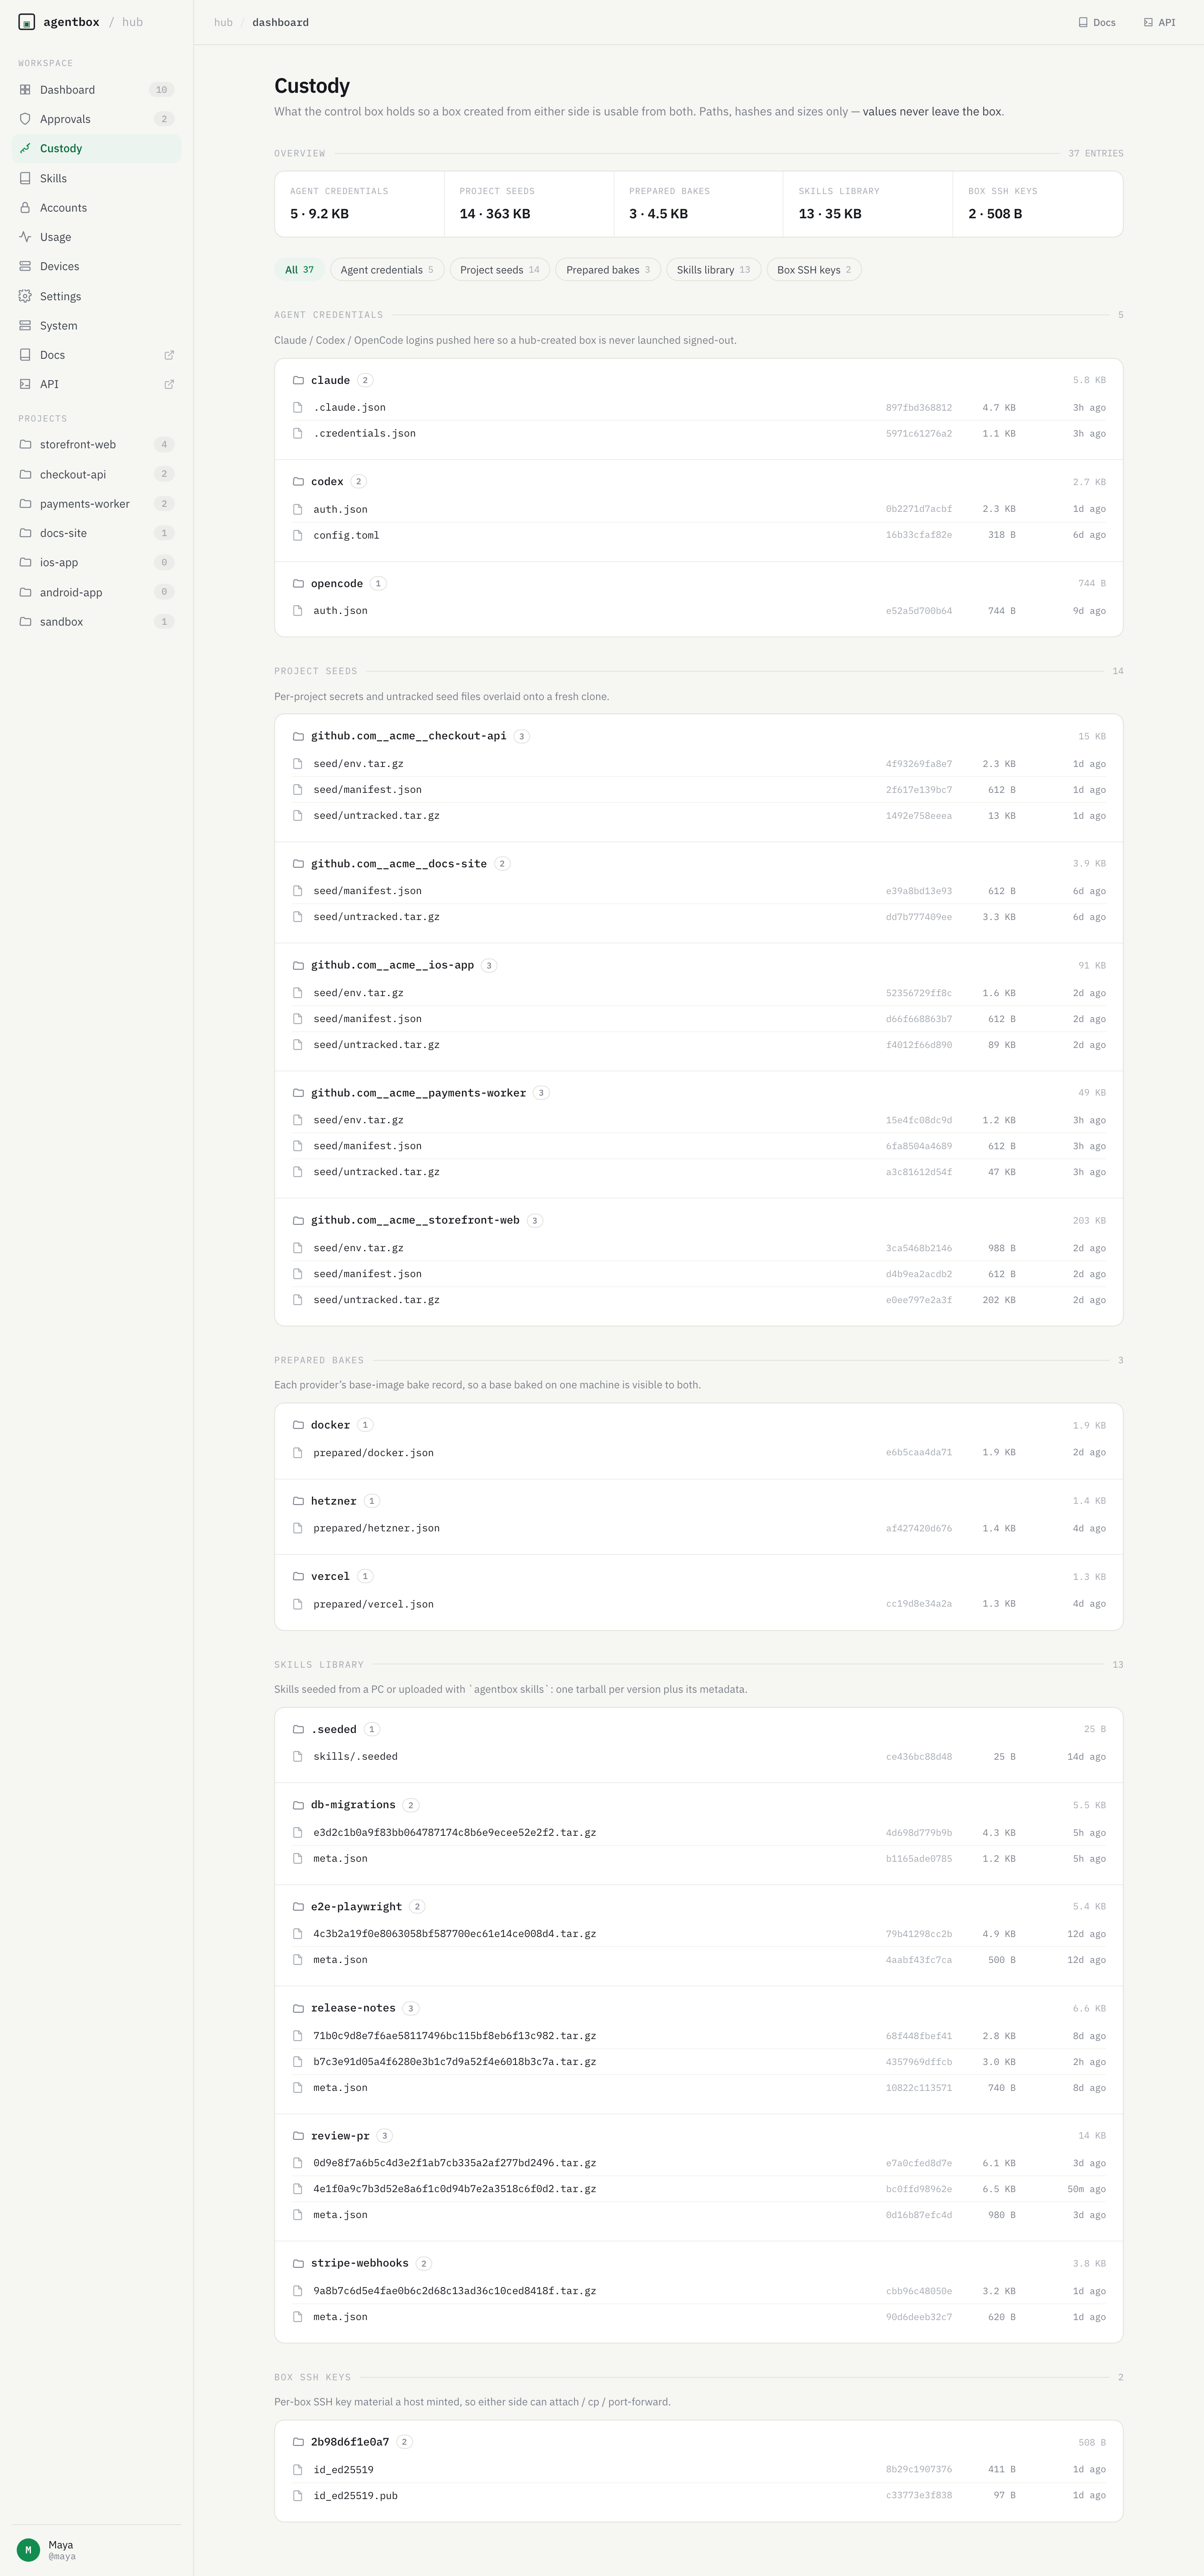 agentbox / hub
WORKSPACE
Dashboard 10
Approvals 2
Custody
Skills
Accounts
Usage
Devices
Settings
System
Docs
API
PROJECTS
storefront-web 4
checkout-api 2
payments-worker 2
docs-site 1
ios-app 0
android-app 0
sandbox 1
M
Maya
@maya
hub / dashboard
Docs API
Custody
What the control box holds so a box created from either side is usable from both. Paths, hashes and sizes only — values never leave the box.
OVERVIEW 37 ENTRIES
AGENT CREDENTIALS
5 · 9.2 KB
PROJECT SEEDS
14 · 363 KB
PREPARED BAKES
3 · 4.5 KB
SKILLS LIBRARY
13 · 35 KB
BOX SSH KEYS
2 · 508 B
All 37 Agent credentials 5 Project seeds 14 Prepared bakes 3 Skills library 13 Box SSH keys 2
AGENT CREDENTIALS 5
Claude / Codex / OpenCode logins pushed here so a hub-created box is never launched signed-out.
claude 2 5.8 KB
.claude.json 897fbd368812 4.7 KB 3h ago
.credentials.json 5971c61276a2 1.1 KB 3h ago
codex 2 2.7 KB
auth.json 0b2271d7acbf 2.3 KB 1d ago
config.toml 16b33cfaf82e 318 B 6d ago
opencode 1 744 B
auth.json e52a5d700b64 744 B 9d ago
PROJECT SEEDS 14
Per-project secrets and untracked seed files overlaid onto a fresh clone.
github.com__acme__checkout-api 3 15 KB
seed/env.tar.gz 4f93269fa8e7 2.3 KB 1d ago
seed/manifest.json 2f617e139bc7 612 B 1d ago
seed/untracked.tar.gz 1492e758eeea 13 KB 1d ago
github.com__acme__docs-site 2 3.9 KB
seed/manifest.json e39a8bd13e93 612 B 6d ago
seed/untracked.tar.gz dd7b777409ee 3.3 KB 6d ago
github.com__acme__ios-app 3 91 KB
seed/env.tar.gz 52356729ff8c 1.6 KB 2d ago
seed/manifest.json d66f668863b7 612 B 2d ago
seed/untracked.tar.gz f4012f66d890 89 KB 2d ago
github.com__acme__payments-worker 3 49 KB
seed/env.tar.gz 15e4fc08dc9d 1.2 KB 3h ago
seed/manifest.json 6fa8504a4689 612 B 3h ago
seed/untracked.tar.gz a3c81612d54f 47 KB 3h ago
github.com__acme__storefront-web 3 203 KB
seed/env.tar.gz 3ca5468b2146 988 B 2d ago
seed/manifest.json d4b9ea2acdb2 612 B 2d ago
seed/untracked.tar.gz e0ee797e2a3f 202 KB 2d ago
PREPARED BAKES 3
Each provider’s base-image bake record, so a base baked on one machine is visible to both.
docker 1 1.9 KB
prepared/docker.json e6b5caa4da71 1.9 KB 2d ago
hetzner 1 1.4 KB
prepared/hetzner.json af427420d676 1.4 KB 4d ago
vercel 1 1.3 KB
prepared/vercel.json cc19d8e34a2a 1.3 KB 4d ago
SKILLS LIBRARY 13
Skills seeded from a PC or uploaded with `agentbox skills`: one tarball per version plus its metadata.
.seeded 1 25 B
skills/.seeded ce436bc88d48 25 B 14d ago
db-migrations 2 5.5 KB
e3d2c1b0a9f83bb064787174c8b6e9ecee52e2f2.tar.gz 4d698d779b9b 4.3 KB 5h ago
meta.json b1165ade0785 1.2 KB 5h ago
e2e-playwright 2 5.4 KB
4c3b2a19f0e8063058bf587700ec61e14ce008d4.tar.gz 79b41298cc2b 4.9 KB 12d ago
meta.json 4aabf43fc7ca 500 B 12d ago
release-notes 3 6.6 KB
71b0c9d8e7f6ae58117496bc115bf8eb6f13c982.tar.gz 68f448fbef41 2.8 KB 8d ago
b7c3e91d05a4f6280e3b1c7d9a52f4e6018b3c7a.tar.gz 4357969dffcb 3.0 KB 2h ago
meta.json 10822c113571 740 B 8d ago
review-pr 3 14 KB
0d9e8f7a6b5c4d3e2f1ab7cb335a2af277bd2496.tar.gz e7a0cfed8d7e 6.1 KB 3d ago
4e1f0a9c7b3d52e8a6f1c0d94b7e2a3518c6f0d2.tar.gz bc0ffd98962e 6.5 KB 50m ago
meta.json 0d16b87efc4d 980 B 3d ago
stripe-webhooks 2 3.8 KB
9a8b7c6d5e4fae0b6c2d68c13ad36c10ced8418f.tar.gz cbb96c48050e 3.2 KB 1d ago
meta.json 90d6deeb32c7 620 B 1d ago
BOX SSH KEYS 2
Per-box SSH key material a host minted, so either side can attach / cp / port-forward.
2b98d6f1e0a7 2 508 B
id_ed25519 8b29c1907376 411 B 1d ago
id_ed25519.pub c33773e3f838 97 B 1d ago